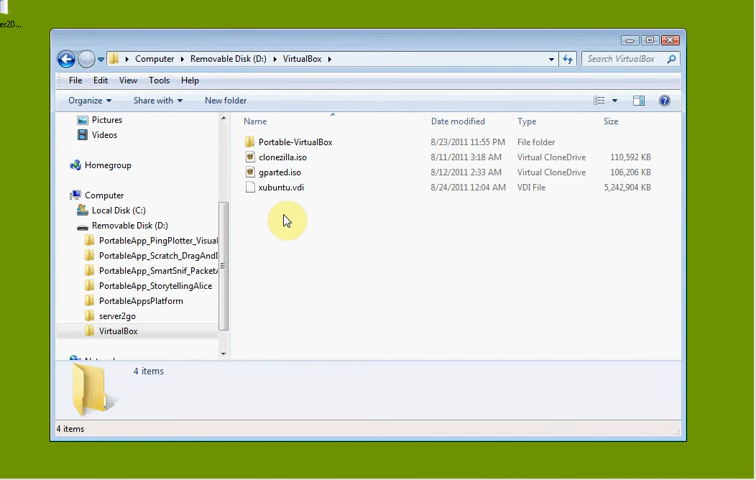 er20...
Computer Removable Disk (D:) VirtualBox
Search VirtualBox
File Edit View Tools Help
Organize Share with New folder
Name Date modified Type Size
Portable-VirtualBox 8/23/2011 11:55 PM File folder
clonezilla.iso 8/11/2011 3:18 AM Virtual CloneDrive 110,592 KB
gparted.iso 8/12/2011 2:33 AM Virtual CloneDrive 106,206 KB
xubuntu.vdi 8/24/2011 12:04 AM VDI File 5,242,904 KB
Pictures
Videos
Homegroup
Computer
Local Disk (C:)
Removable Disk (D:)
PortableApp_PingPlotter_Visual
PortableApp_Scratch_DragAnd
PortableApp_SmartSnif_Packet
PortableApp_StorytellingAlice
PortableAppsPlatform
server2go
VirtualBox
4 items
4 items